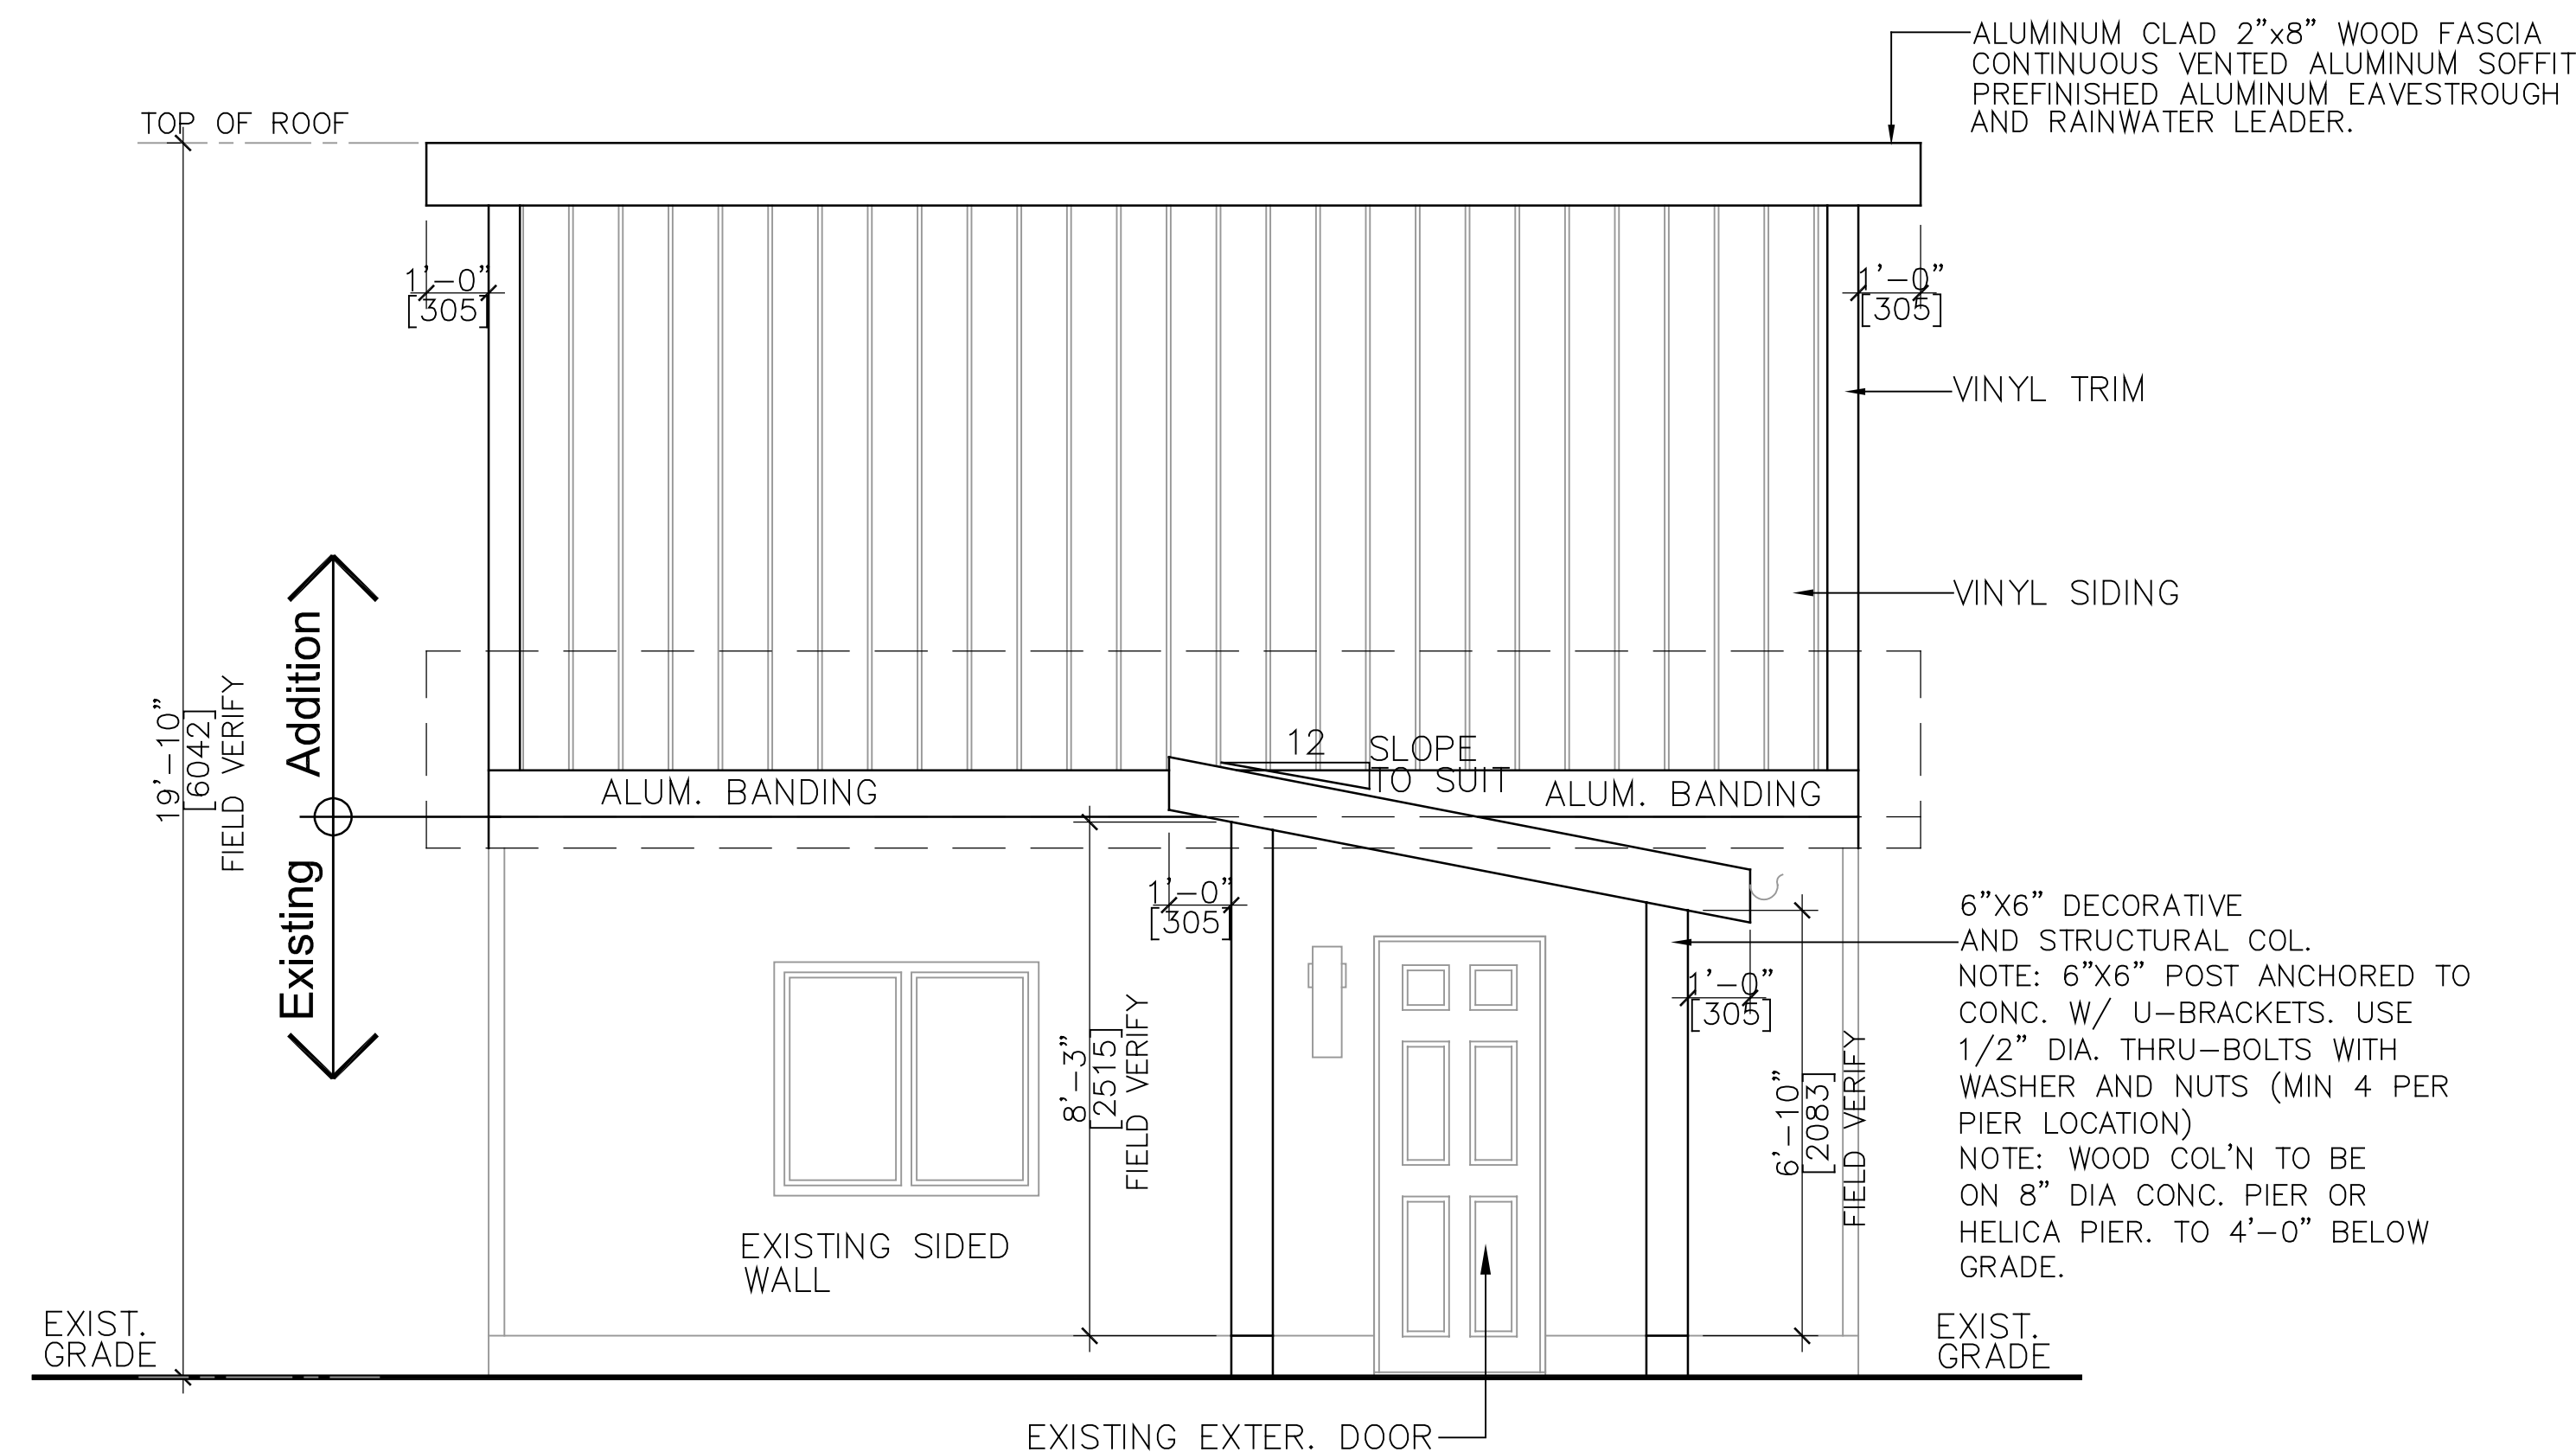 ALUMINUM CLAD 2"x8" WOOD FASCIA
CONTINUOUS VENTED ALUMINUM SOFFIT
PREFINISHED ALUMINUM EAVESTROUGH
AND RAINWATER LEADER.
TOP OF ROOF
1'-0"
[305]
1'-0"
[305]
VINYL TRIM
VINYL SIDING
19'-10"
[6042]
FIELD VERIFY
Addition
Existing
12
SLOPE
TO SUIT
ALUM. BANDING
ALUM. BANDING
1'-0"
[305]
8'-3"
[2515]
FIELD VERIFY
1'-0"
[305]
6'-10"
[2083]
FIELD VERIFY
6"X6" DECORATIVE
AND STRUCTURAL COL.
NOTE: 6"X6" POST ANCHORED TO
CONC. W/ U-BRACKETS. USE
1/2" DIA. THRU-BOLTS WITH
WASHER AND NUTS (MIN 4 PER
PIER LOCATION)
NOTE: WOOD COL'N TO BE
ON 8" DIA CONC. PIER OR
HELICA PIER. TO 4'-0" BELOW
GRADE.
EXISTING SIDED
WALL
EXIST.
GRADE
EXIST.
GRADE
EXISTING EXTER. DOOR